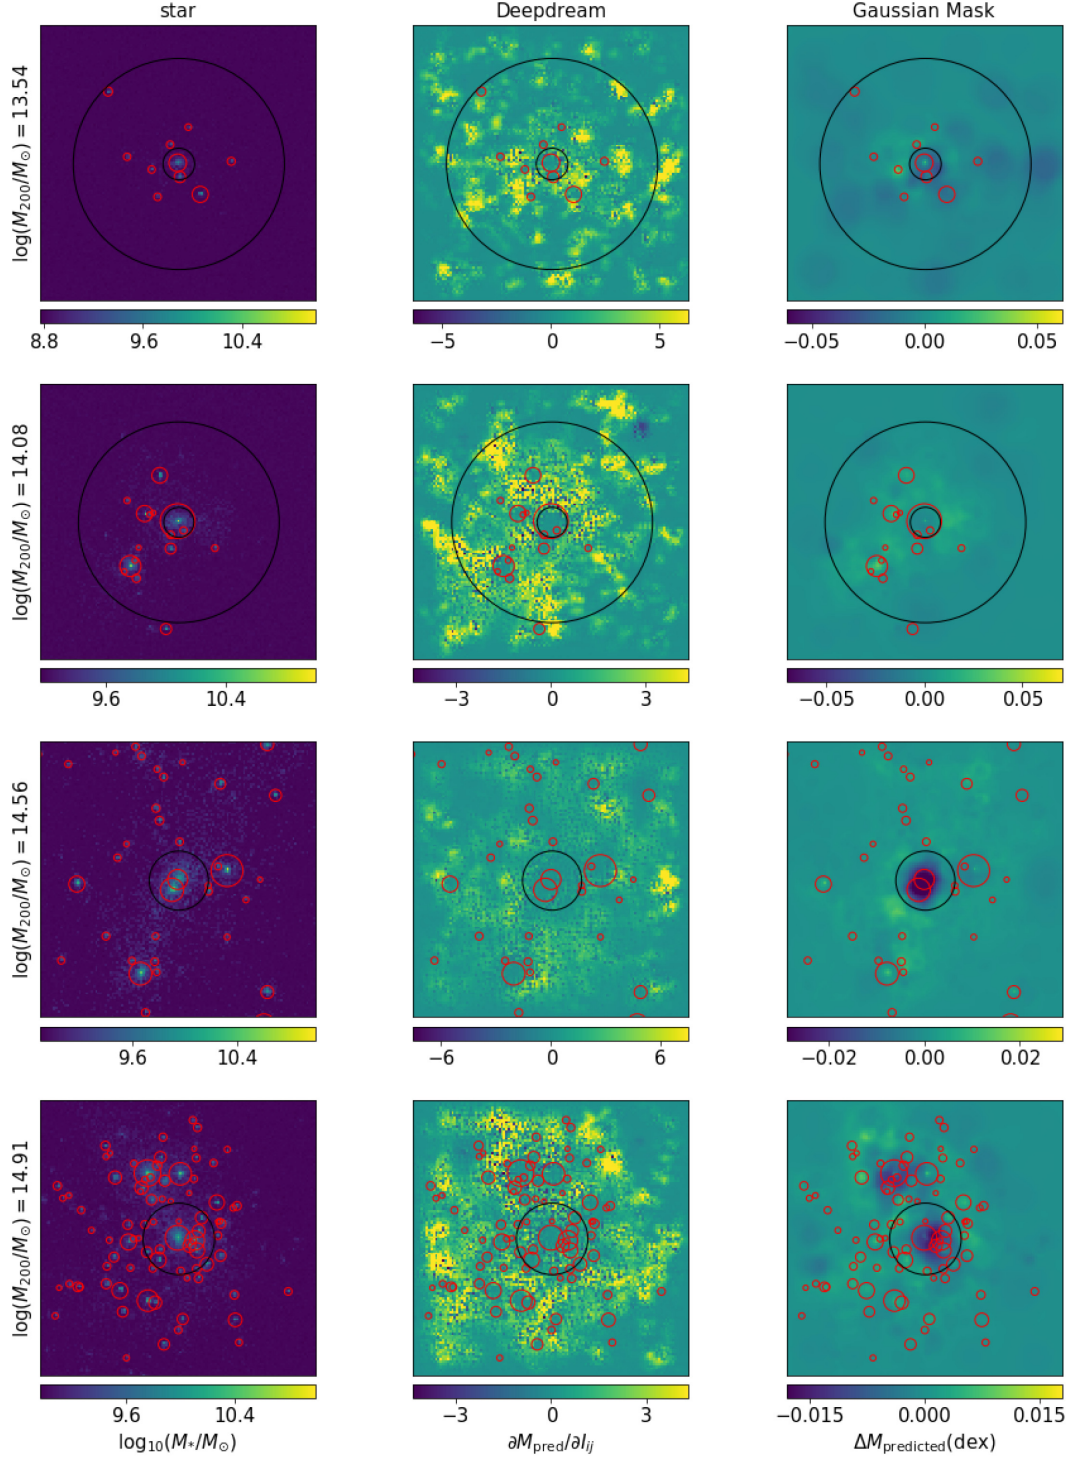 star Deepdream Gaussian Mask
log(M₂₀₀/M⊙) = 13.54
8.8 9.6 10.4 −5 0 5 −0.05 0.00 0.05
log(M₂₀₀/M⊙) = 14.08
9.6 10.4 −3 0 3 −0.05 0.00 0.05
log(M₂₀₀/M⊙) = 14.56
9.6 10.4 −6 0 6 −0.02 0.00 0.02
log(M₂₀₀/M⊙) = 14.91
9.6 10.4 −3 0 3 −0.015 0.000 0.015
log₁₀(M*/M⊙) ∂M_pred/∂I_ij ΔM_predicted(dex)